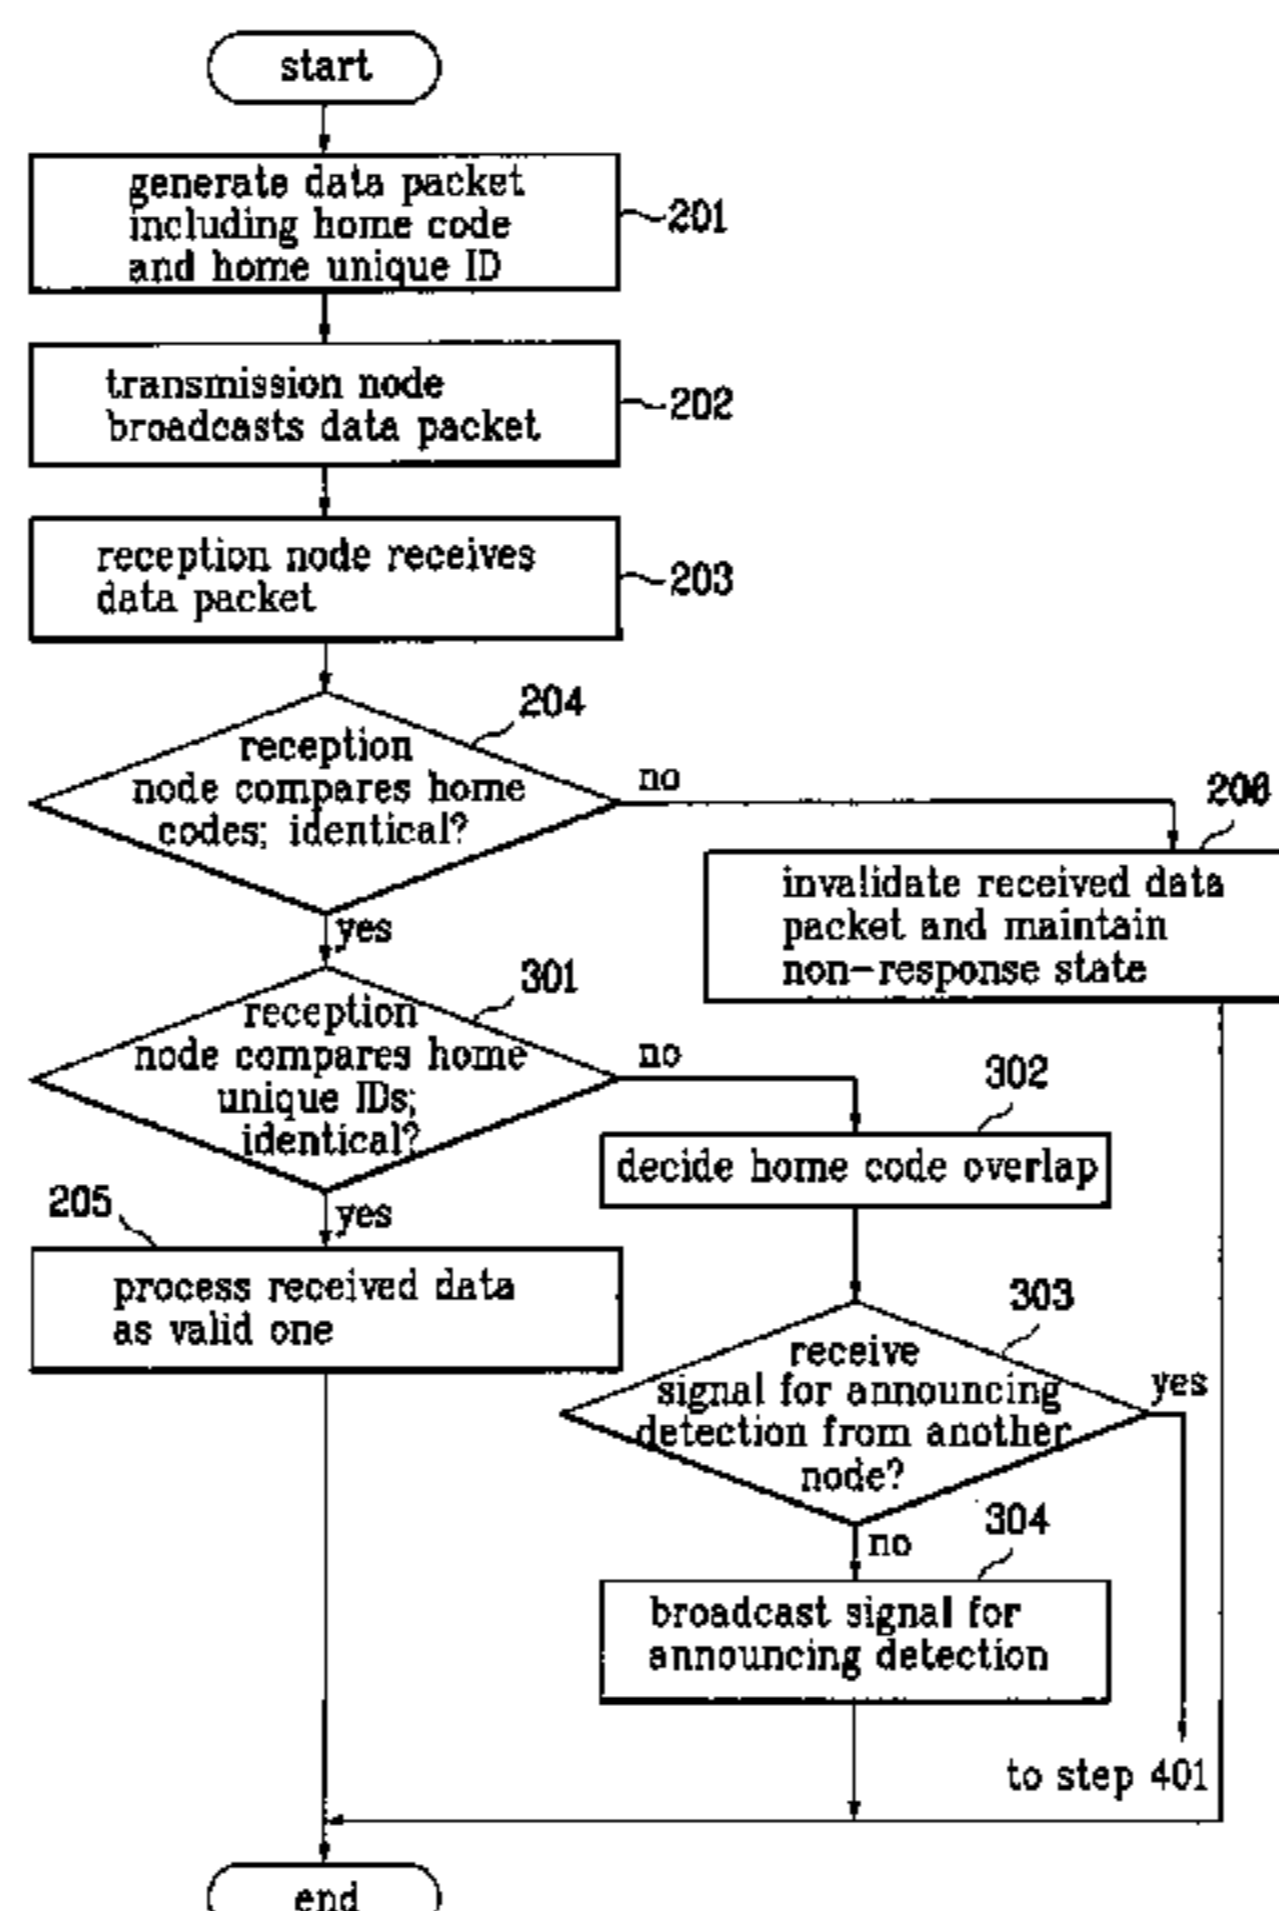 start
generate data packet
including home code
and home unique ID
201
transmission node
broadcasts data packet
202
reception node receives
data packet
203
204
reception
node compares home
codes; identical?
no
yes
206
invalidate received data
packet and maintain
non-response state
301
reception
node compares home
unique IDs;
identical?
no
yes
302
decide home code overlap
205
process received data
as valid one
303
receive
signal for announcing
detection from another
node?
yes
no
304
broadcast signal for
announcing detection
to step 401
end